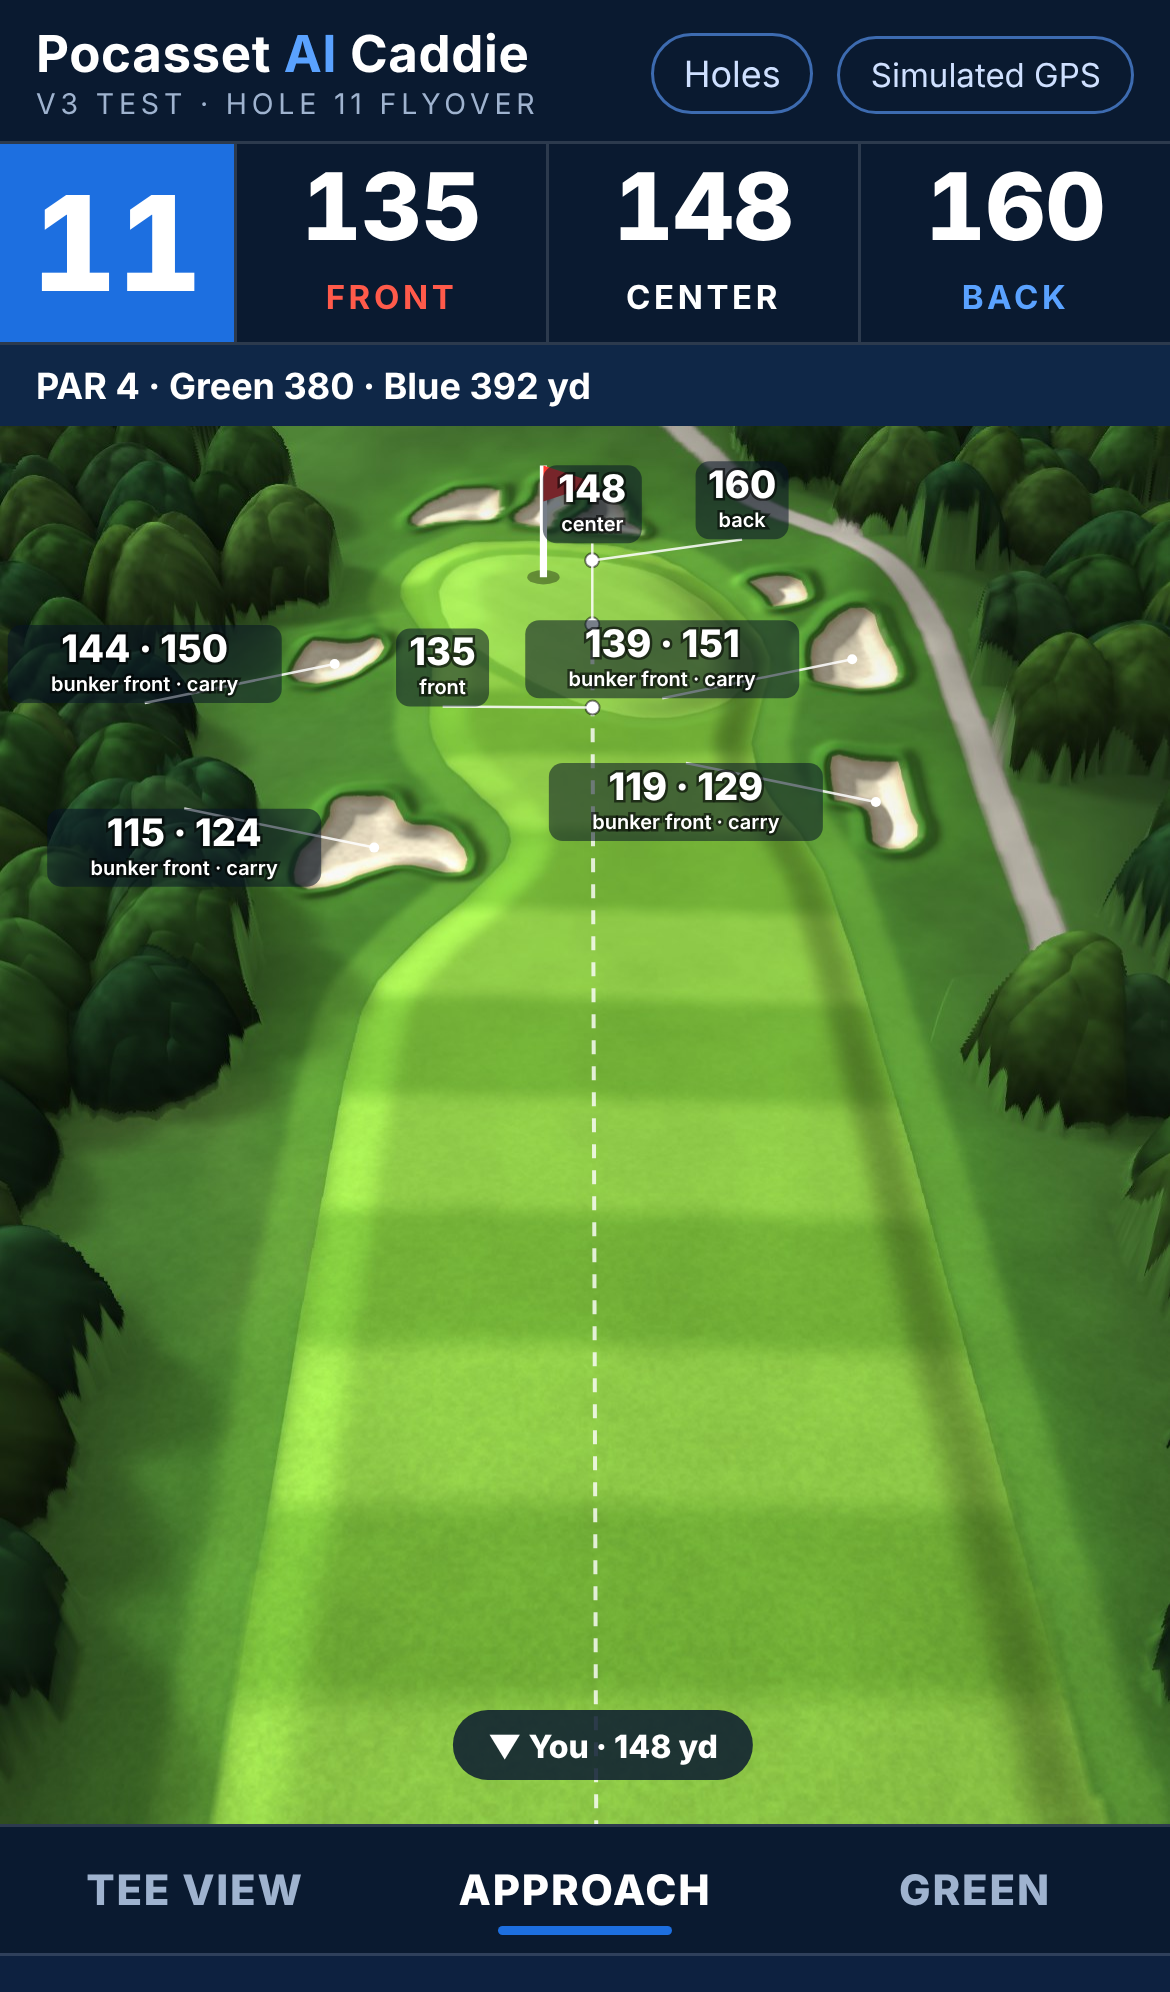 Pocasset AI Caddie
V3 TEST · HOLE 11 FLYOVER
Holes
Simulated GPS
11
135
FRONT
148
CENTER
160
BACK
PAR 4 · Green 380 · Blue 392 yd
148
center
160
back
144 · 150
bunker front · carry
135
front
139 · 151
bunker front · carry
119 · 129
bunker front · carry
115 · 124
bunker front · carry
▼ You · 148 yd
TEE VIEW
APPROACH
GREEN